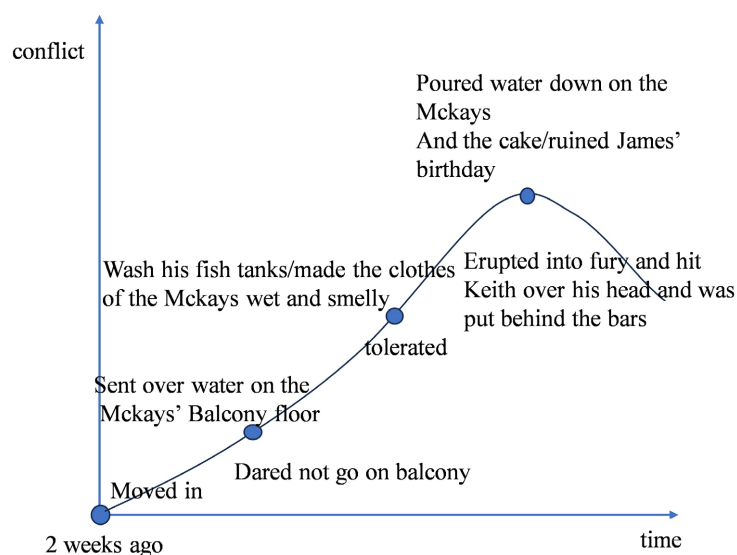 conflict
Poured water down on the
Mckays
And the cake/ruined James’
birthday
Wash his fish tanks/made the clothes
of the Mckays wet and smelly
Erupted into fury and hit
Keith over his head and was
put behind the bars
tolerated
Sent over water on the
Mckays’ Balcony floor
Dared not go on balcony
Moved in
2 weeks ago
time